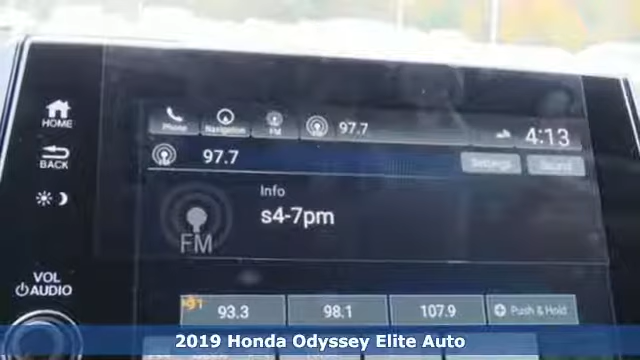 HOME
BACK
VOL
AUDIO
Phone Navigation FM 97.7 4:13
97.7 Settings Sound
Info
s4-7pm
FM
93.3 98.1 107.9 Push & Hold
2019 Honda Odyssey Elite Auto